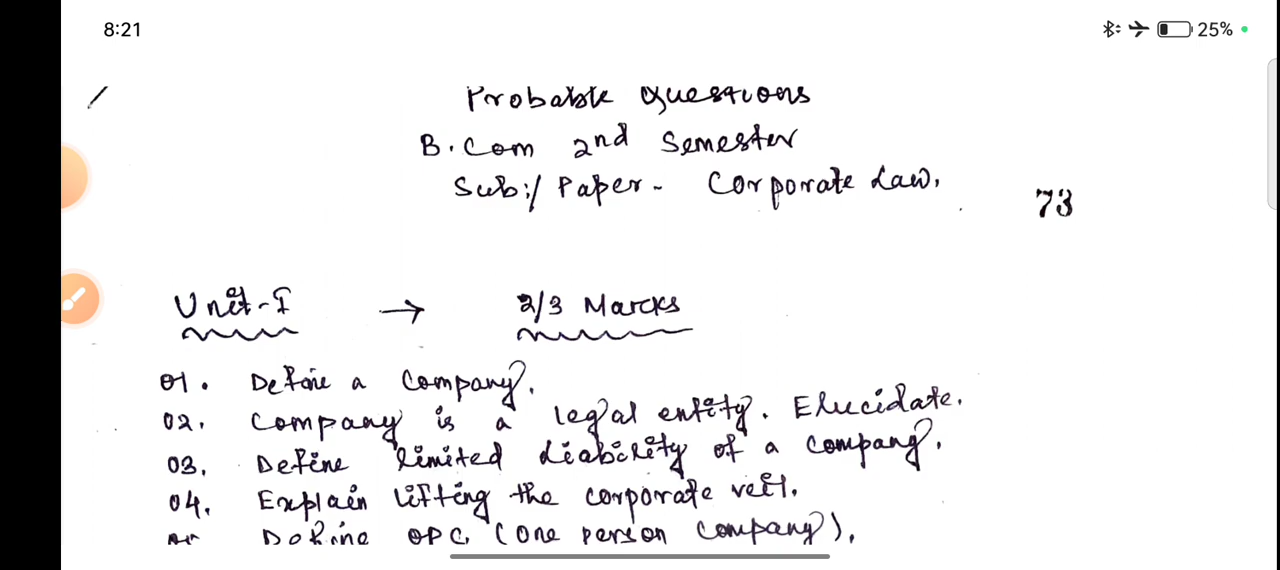 8:21
25%
Probable Questions
B.Com 2nd Semester
Sub:/ Paper - Corporate Law.
73
Unit-I → 2/3 Marcks
01. Define a Company.
02. Company is a legal entity. Elucidate.
03. Define limited liability of a company.
04. Explain lifting the corporate veil.
Define OPC (One person company).